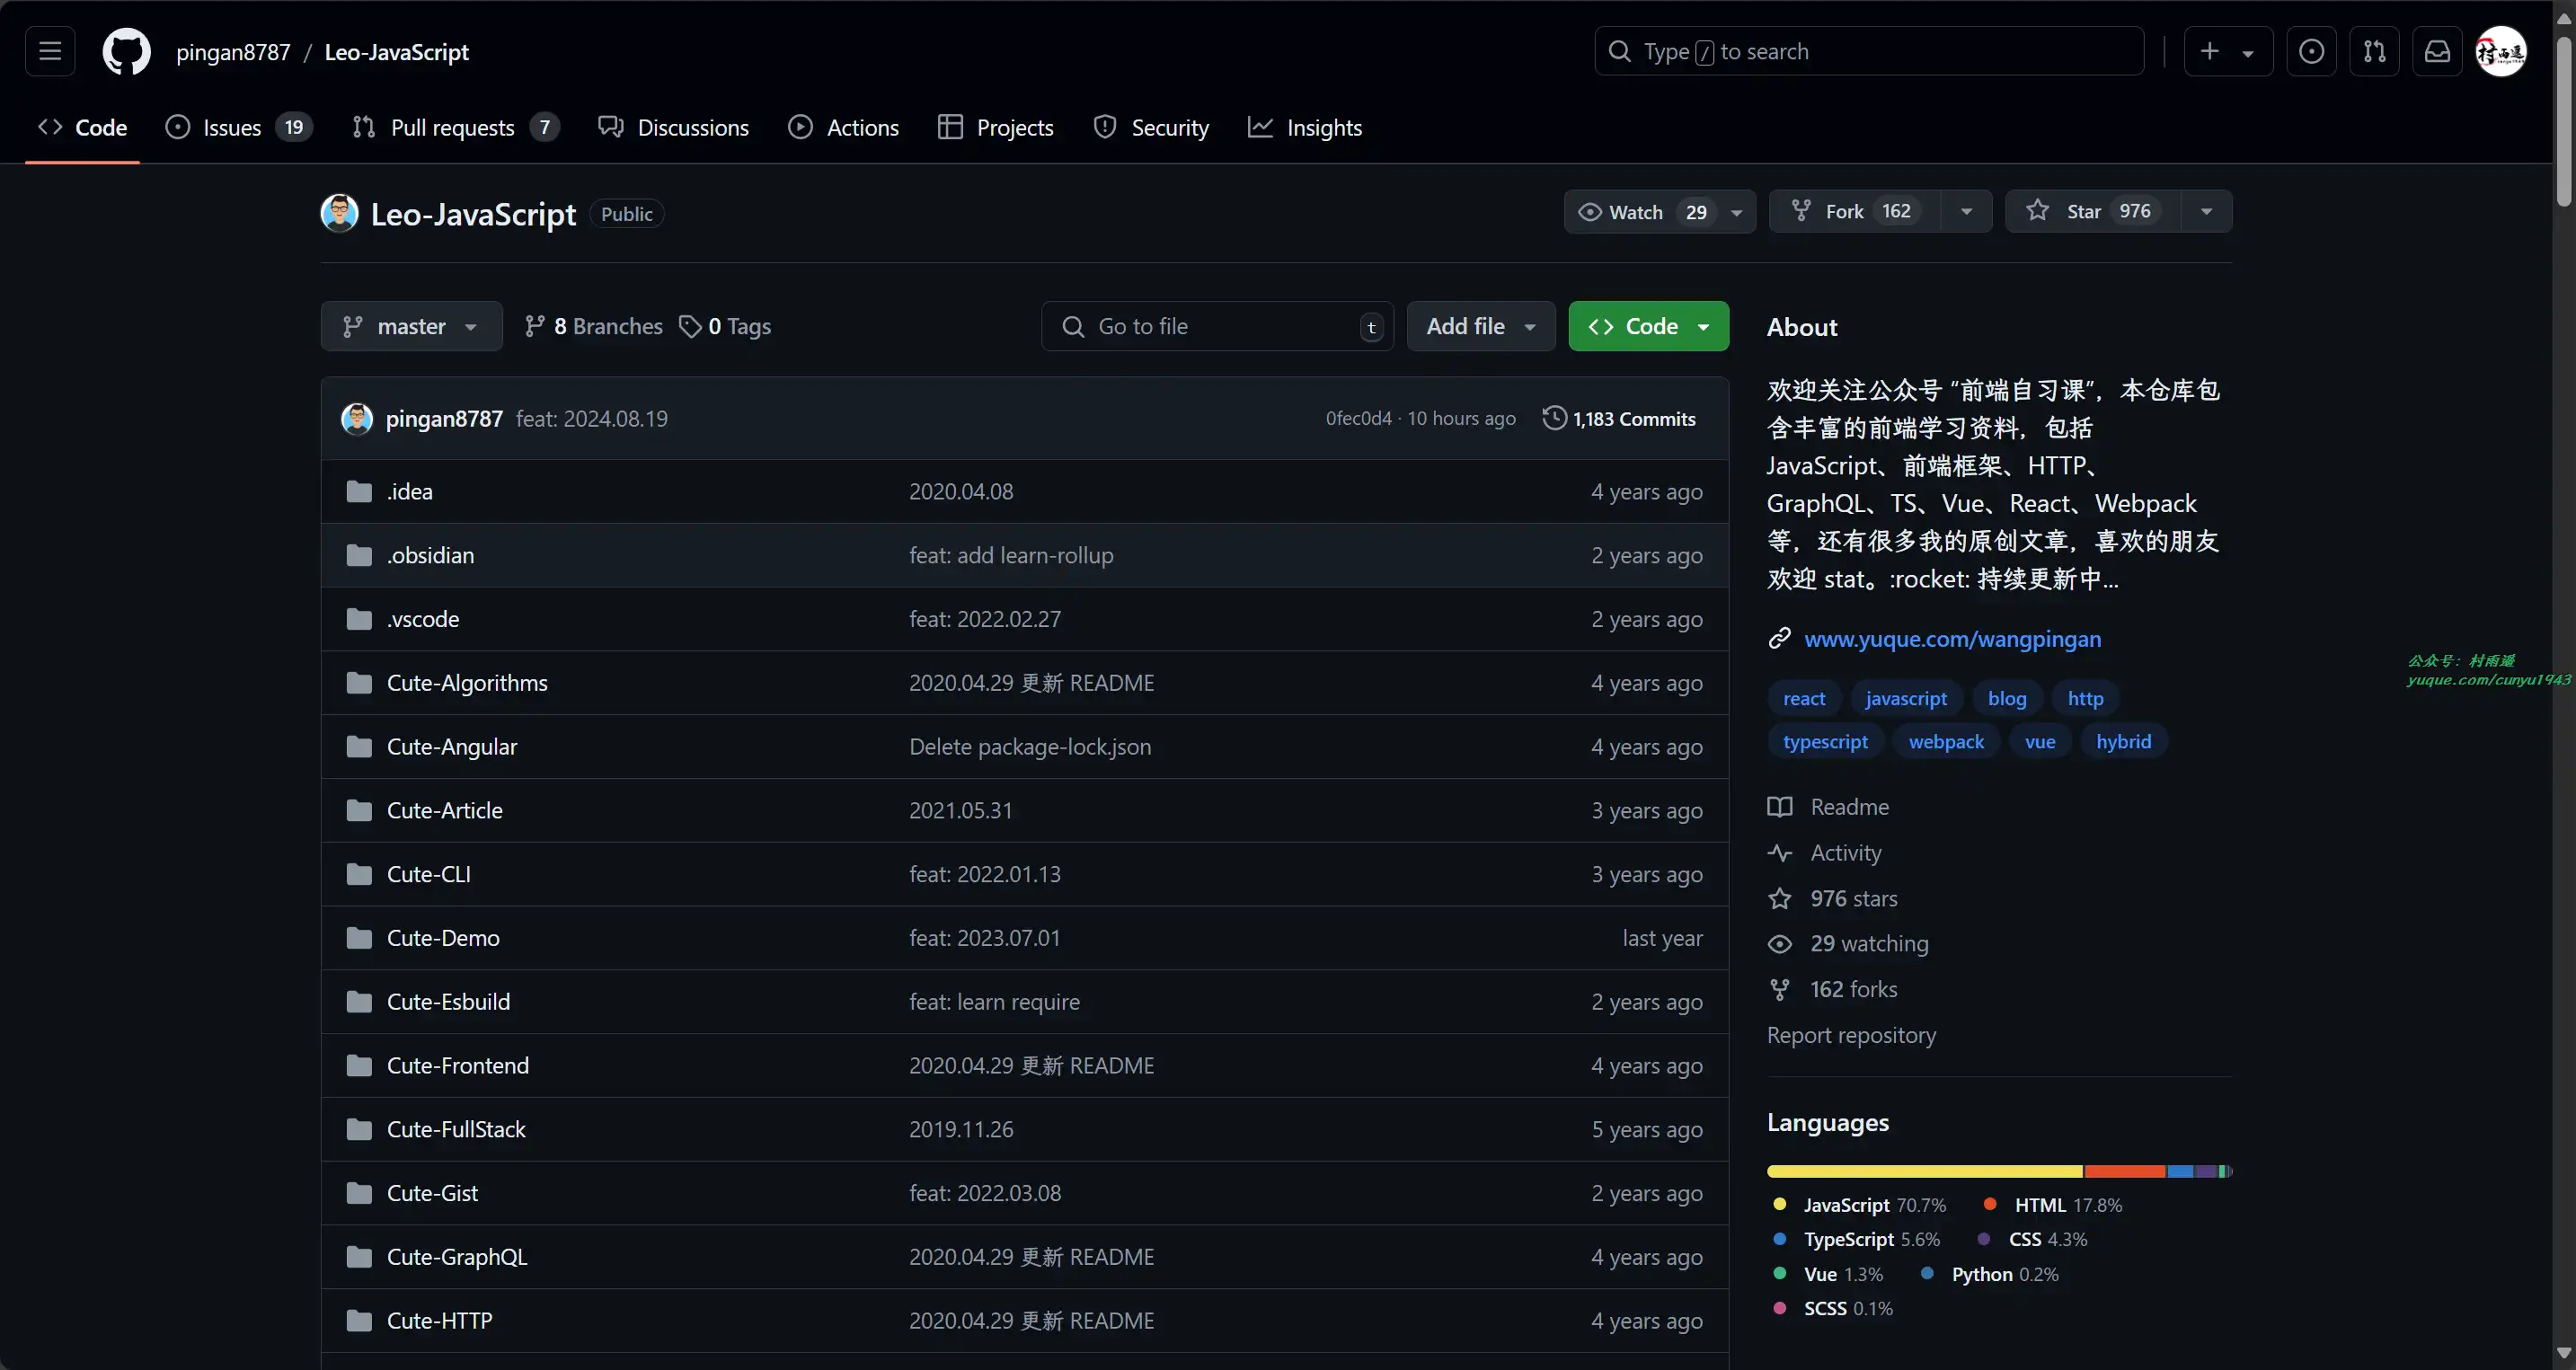 pingan8787 / Leo-JavaScript
Type / to search
村雨遥
Code
Issues 19
Pull requests 7
Discussions
Actions
Projects
Security
Insights
Leo-JavaScript Public
Watch 29
Fork 162
Star 976
master
8 Branches
0 Tags
Go to file t
Add file
Code
pingan8787 feat: 2024.08.19 0fec0d4 · 10 hours ago 1,183 Commits
.idea 2020.04.08 4 years ago
.obsidian feat: add learn-rollup 2 years ago
.vscode feat: 2022.02.27 2 years ago
Cute-Algorithms 2020.04.29 更新 README 4 years ago
Cute-Angular Delete package-lock.json 4 years ago
Cute-Article 2021.05.31 3 years ago
Cute-CLI feat: 2022.01.13 3 years ago
Cute-Demo feat: 2023.07.01 last year
Cute-Esbuild feat: learn require 2 years ago
Cute-Frontend 2020.04.29 更新 README 4 years ago
Cute-FullStack 2019.11.26 5 years ago
Cute-Gist feat: 2022.03.08 2 years ago
Cute-GraphQL 2020.04.29 更新 README 4 years ago
Cute-HTTP 2020.04.29 更新 README 4 years ago
About
欢迎关注公众号 “前端自习课”，本仓库包
含丰富的前端学习资料，包括
JavaScript、前端框架、HTTP、
GraphQL、TS、Vue、React、Webpack
等，还有很多我的原创文章，喜欢的朋友
欢迎 stat。:rocket: 持续更新中...
www.yuque.com/wangpingan
react javascript blog http
typescript webpack vue hybrid
Readme
Activity
976 stars
29 watching
162 forks
Report repository
Languages
JavaScript 70.7% HTML 17.8%
TypeScript 5.6% CSS 4.3%
Vue 1.3% Python 0.2%
SCSS 0.1%
公众号：村雨遥
yuque.com/cunyu1943